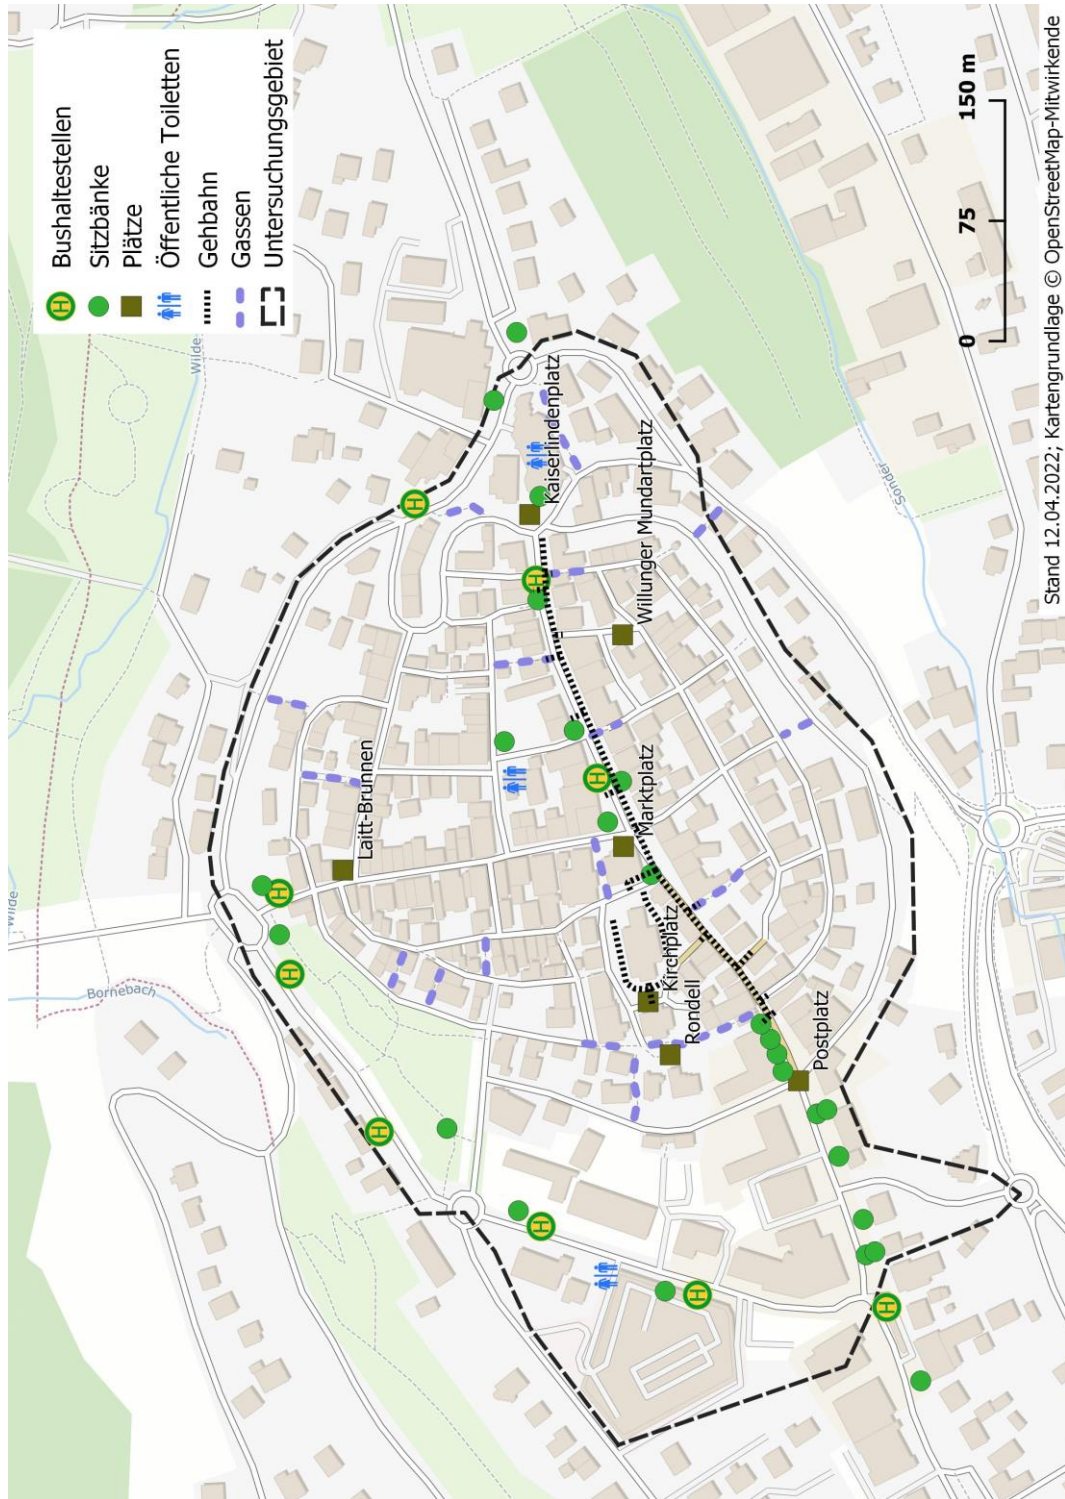 Bushaltestellen
Sitzbänke
Plätze
Öffentliche Toiletten
Gehbahn
Gassen
Untersuchungsgebiet
Wilde
Wilde
Bornebach
Laitt-Brunnen
Kaiserlindenplatz
Willunger Mundartplatz
Marktplatz
Kirchplatz
Rondell
Postplatz
Sonder
0 75 150 m
Stand 12.04.2022; Kartengrundlage © OpenStreetMap-Mitwirkende
H
H
H
H
H
H
H
H
H
H